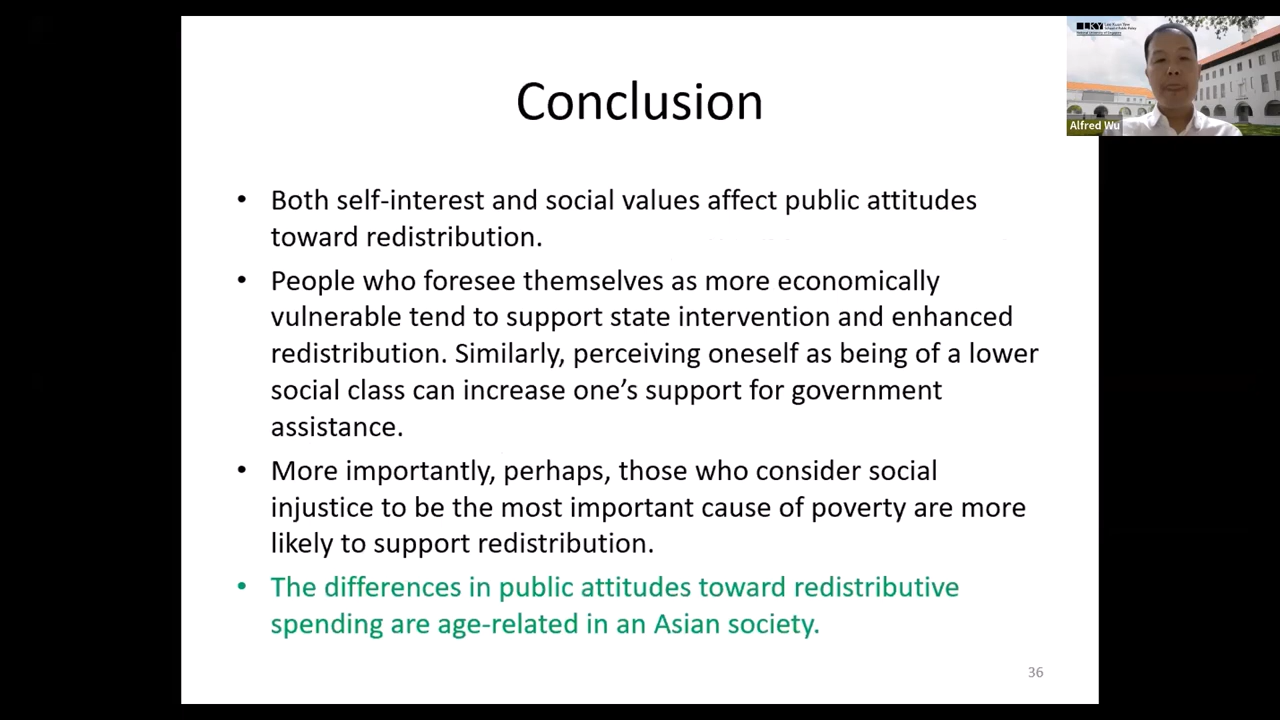 Conclusion
• Both self-interest and social values affect public attitudes
toward redistribution.
• People who foresee themselves as more economically
vulnerable tend to support state intervention and enhanced
redistribution. Similarly, perceiving oneself as being of a lower
social class can increase one’s support for government
assistance.
• More importantly, perhaps, those who consider social
injustice to be the most important cause of poverty are more
likely to support redistribution.
• The differences in public attitudes toward redistributive
spending are age-related in an Asian society.
36
LKY
Alfred Wu